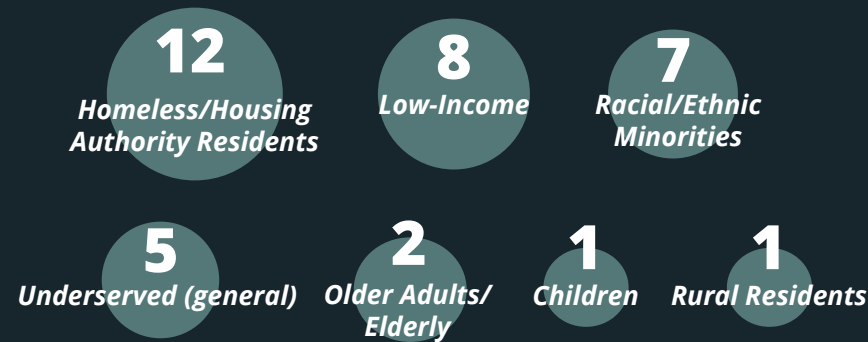 12
Homeless/Housing
Authority Residents
8
Low-Income
7
Racial/Ethnic
Minorities
5
Underserved (general)
2
Older Adults/
Elderly
1
Children
1
Rural Residents